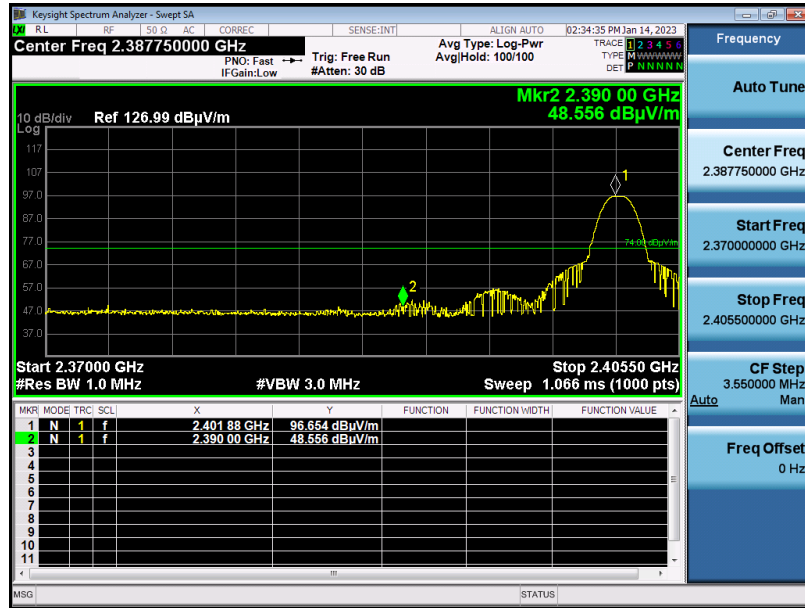 Keysight Spectrum Analyzer - Swept SA
LXI RL RF 50 Ω AC CORREC SENSE:INT ALIGN AUTO 02:34:35 PM Jan 14, 2023
Center Freq 2.387750000 GHz
PNO: Fast
IFGain:Low
Trig: Free Run
#Atten: 30 dB
Avg Type: Log-Pwr
Avg|Hold: 100/100
TRACE 1 2 3 4 5 6
TYPE M WWWWW
DET P N N N N N
Mkr2 2.390 00 GHz
48.556 dBµV/m
10 dB/div Ref 126.99 dBµV/m
Log
117
107
97.0
87.0
77.0
67.0
57.0
47.0
37.0
1
2
74.00 dBµV/m
Start 2.37000 GHz Stop 2.40550 GHz
#Res BW 1.0 MHz #VBW 3.0 MHz Sweep 1.066 ms (1000 pts)
MKR MODE TRC SCL X Y FUNCTION FUNCTION WIDTH FUNCTION VALUE
1 N 1 f 2.401 88 GHz 96.654 dBµV/m
2 N 1 f 2.390 00 GHz 48.556 dBµV/m
3
4
5
6
7
8
9
10
11
MSG STATUS
Frequency
Auto Tune
Center Freq
2.387750000 GHz
Start Freq
2.370000000 GHz
Stop Freq
2.405500000 GHz
CF Step
3.550000 MHz
Auto Man
Freq Offset
0 Hz